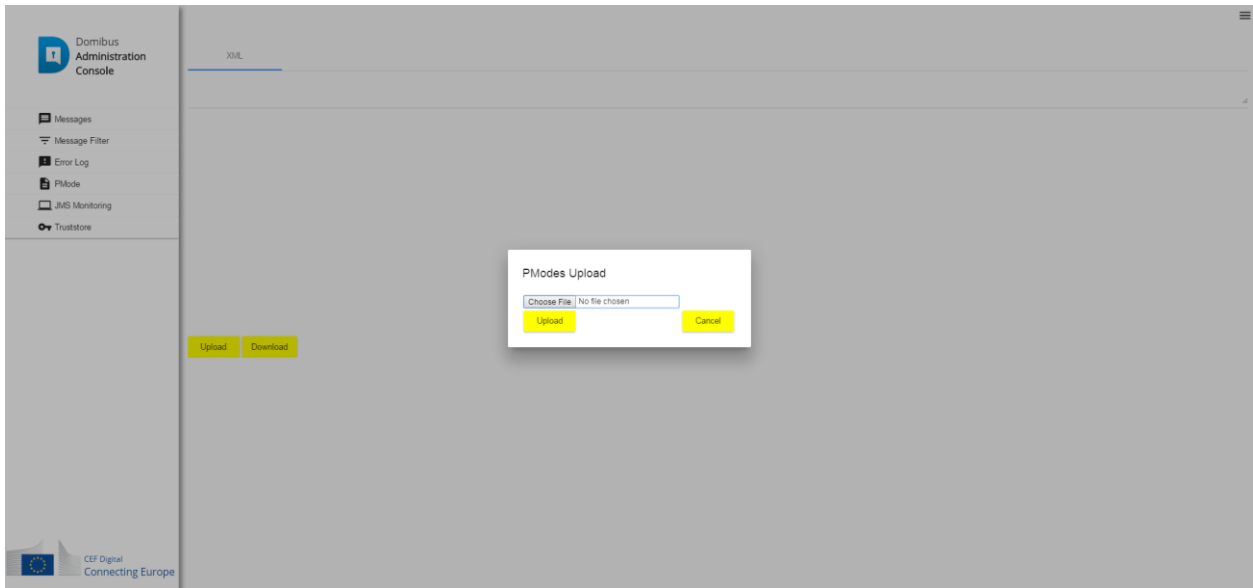 Domibus
Administration
Console
XML
Messages
Message Filter
Error Log
PMode
JMS Monitoring
Truststore
PModes Upload
Choose File No file chosen
Upload Cancel
Upload Download
CEF Digital
Connecting Europe